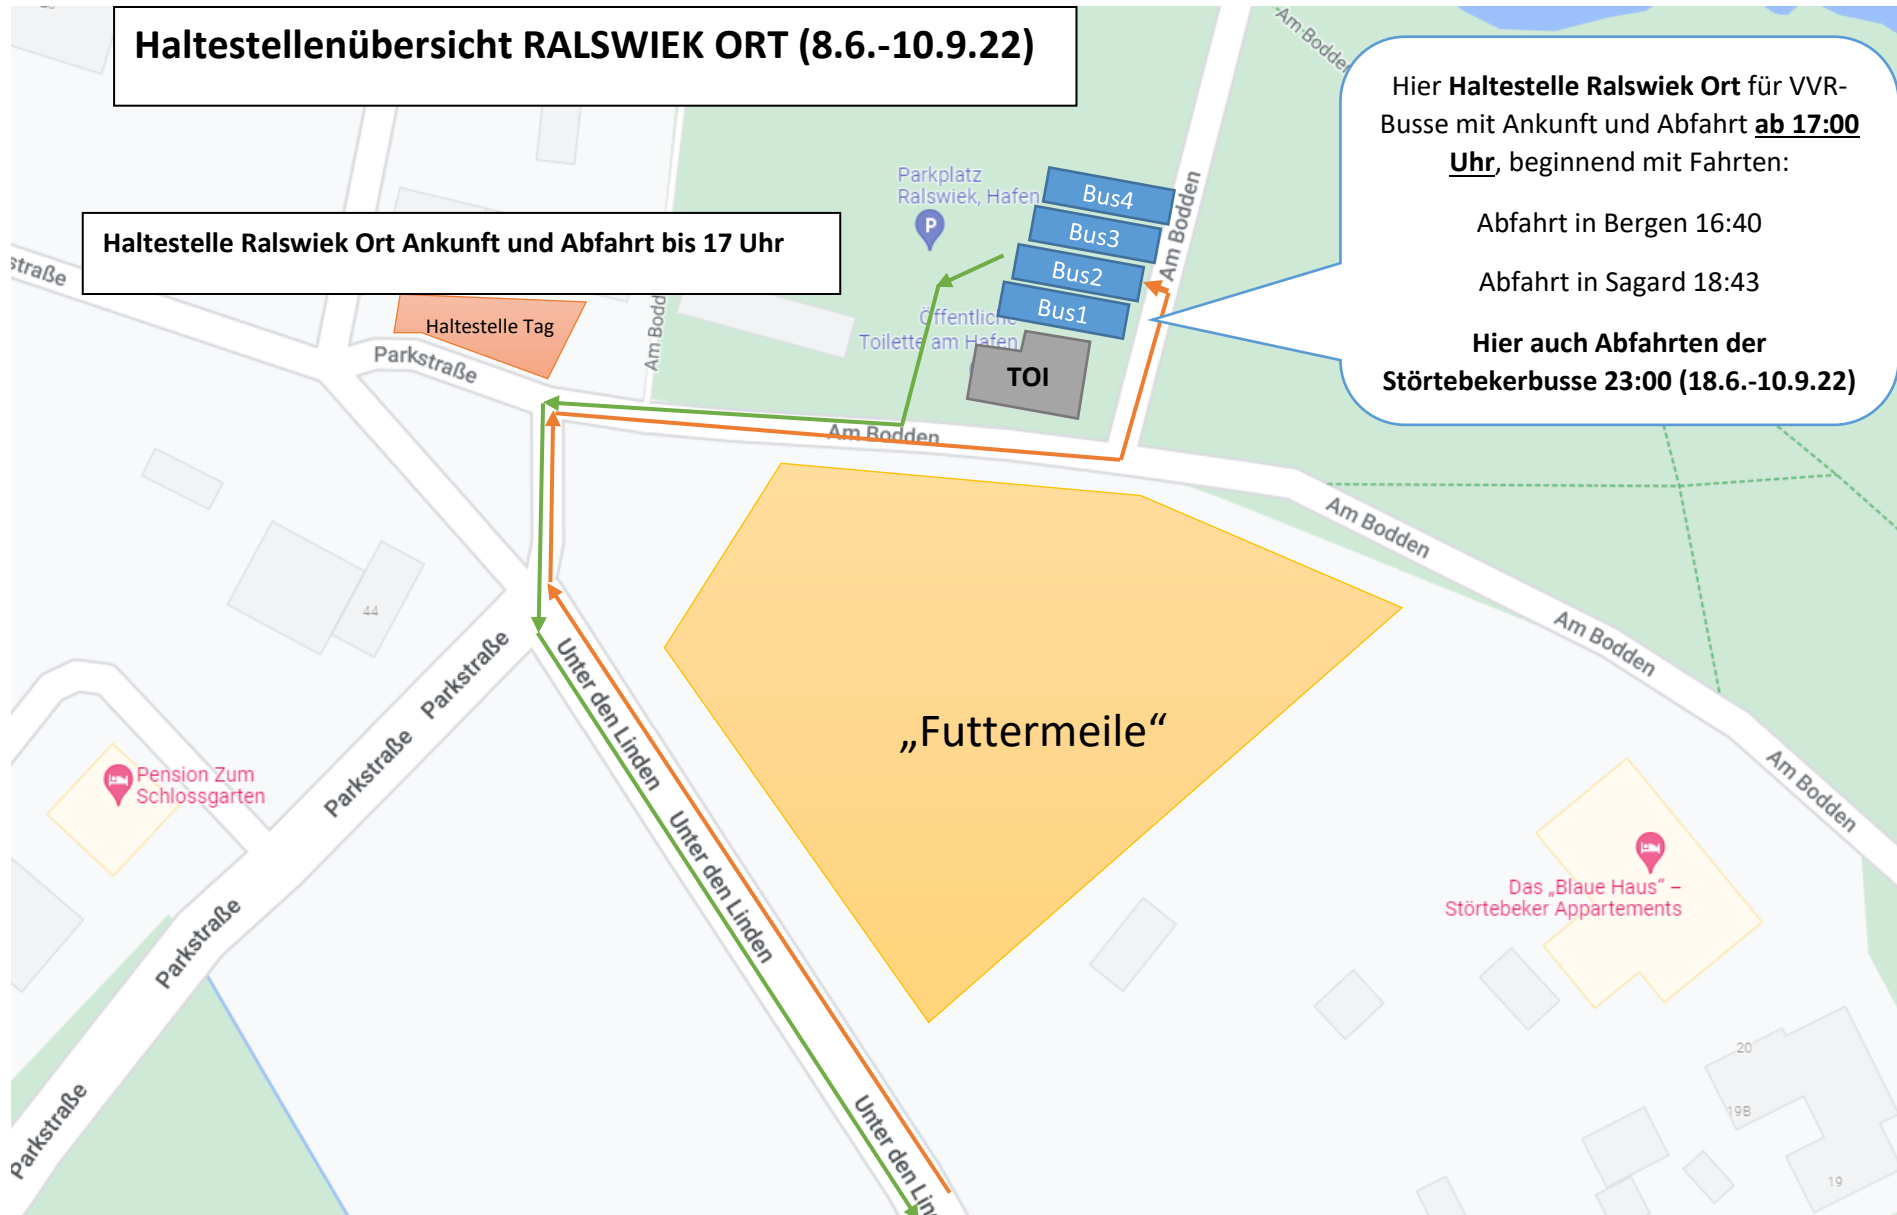 Haltestellenübersicht RALSWIEK ORT (8.6.-10.9.22)
Am Bodden
Hier Haltestelle Ralswiek Ort für VVR-
Busse mit Ankunft und Abfahrt ab 17:00
Uhr, beginnend mit Fahrten:
Abfahrt in Bergen 16:40
Abfahrt in Sagard 18:43
Hier auch Abfahrten der
Störtebekerbusse 23:00 (18.6.-10.9.22)
Parkplatz
Ralswiek, Hafen
P
Bus4
Bus3
Bus2
Bus1
Am Bodden
Haltestelle Ralswiek Ort Ankunft und Abfahrt bis 17 Uhr
straße
Haltestelle Tag
Am Bodd
Öffentliche
Toilette am Hafen
TOI
Parkstraße
Am Bodden
Am Bodden
Am Bodden
Am Bodden
44
Parkstraße
Parkstraße
Parkstraße
Parkstraße
Unter den Linden
Unter den Linden
Unter den Lind
„Futtermeile“
Pension Zum
Schlossgarten
Das „Blaue Haus“ –
Störtebeker Appartements
20
19B
19